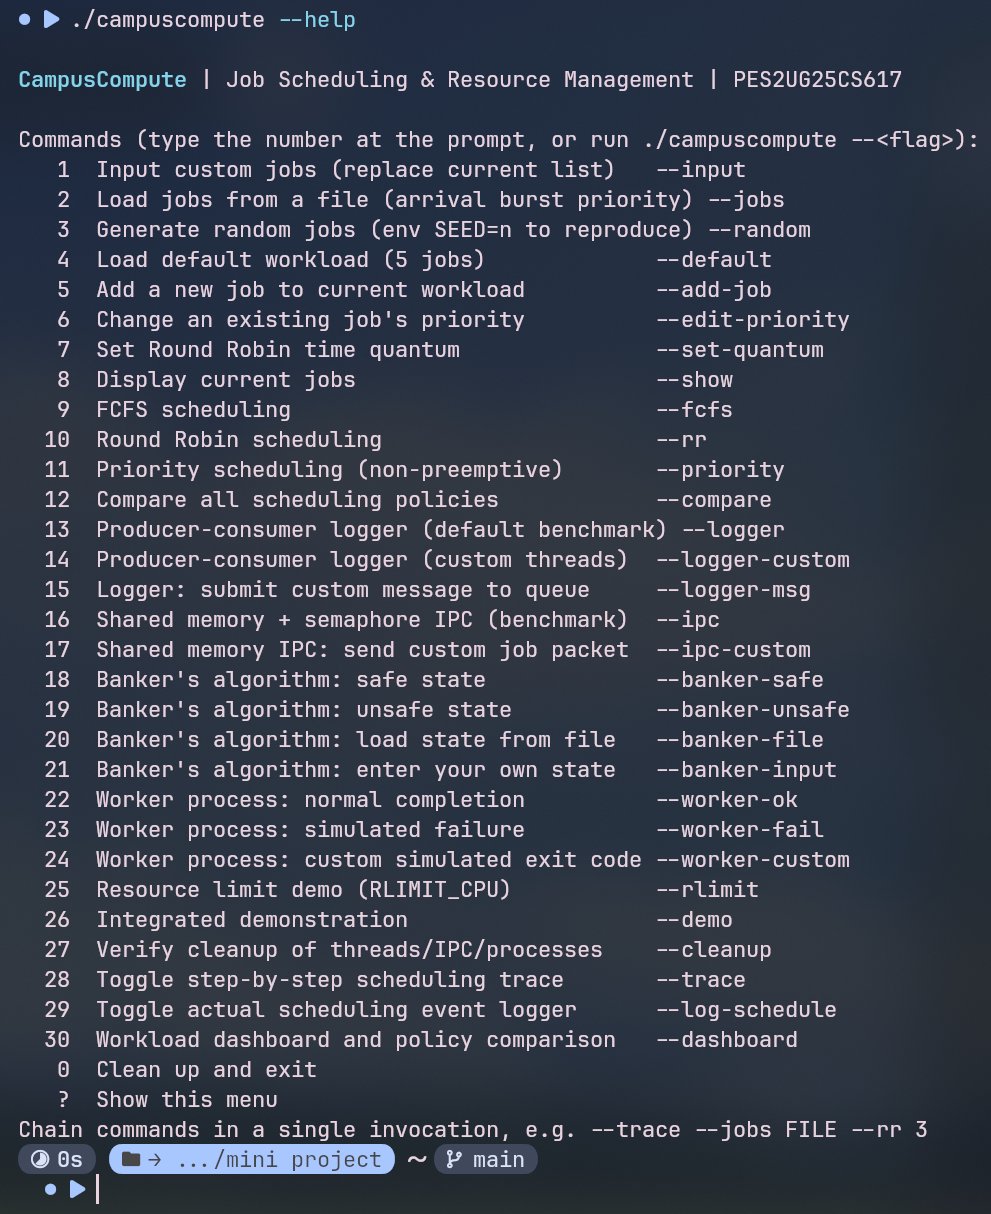 ./campuscompute --help
CampusCompute | Job Scheduling & Resource Management | PES2UG25CS617
Commands (type the number at the prompt, or run ./campuscompute --<flag>):
1 Input custom jobs (replace current list) --input
2 Load jobs from a file (arrival burst priority) --jobs
3 Generate random jobs (env SEED=n to reproduce) --random
4 Load default workload (5 jobs) --default
5 Add a new job to current workload --add-job
6 Change an existing job's priority --edit-priority
7 Set Round Robin time quantum --set-quantum
8 Display current jobs --show
9 FCFS scheduling --fcfs
10 Round Robin scheduling --rr
11 Priority scheduling (non-preemptive) --priority
12 Compare all scheduling policies --compare
13 Producer-consumer logger (default benchmark) --logger
14 Producer-consumer logger (custom threads) --logger-custom
15 Logger: submit custom message to queue --logger-msg
16 Shared memory + semaphore IPC (benchmark) --ipc
17 Shared memory IPC: send custom job packet --ipc-custom
18 Banker's algorithm: safe state --banker-safe
19 Banker's algorithm: unsafe state --banker-unsafe
20 Banker's algorithm: load state from file --banker-file
21 Banker's algorithm: enter your own state --banker-input
22 Worker process: normal completion --worker-ok
23 Worker process: simulated failure --worker-fail
24 Worker process: custom simulated exit code --worker-custom
25 Resource limit demo (RLIMIT_CPU) --rlimit
26 Integrated demonstration --demo
27 Verify cleanup of threads/IPC/processes --cleanup
28 Toggle step-by-step scheduling trace --trace
29 Toggle actual scheduling event logger --log-schedule
30 Workload dashboard and policy comparison --dashboard
0 Clean up and exit
? Show this menu
Chain commands in a single invocation, e.g. --trace --jobs FILE --rr 3
0s → .../mini project ~ main